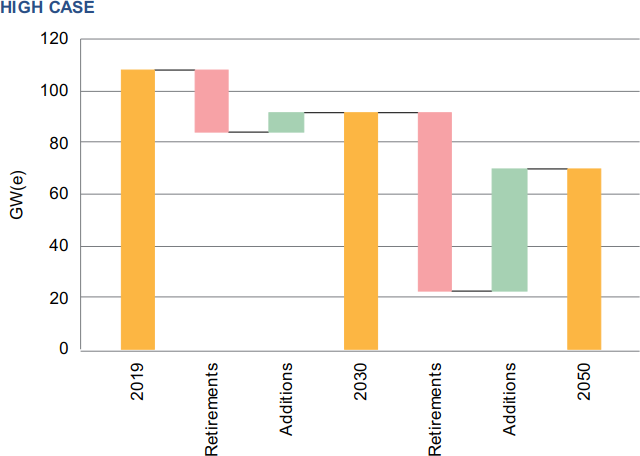 HIGH CASE
120
100
80
60
40
20
0
GW(e)
2019
Retirements
Additions
2030
Retirements
Additions
2050